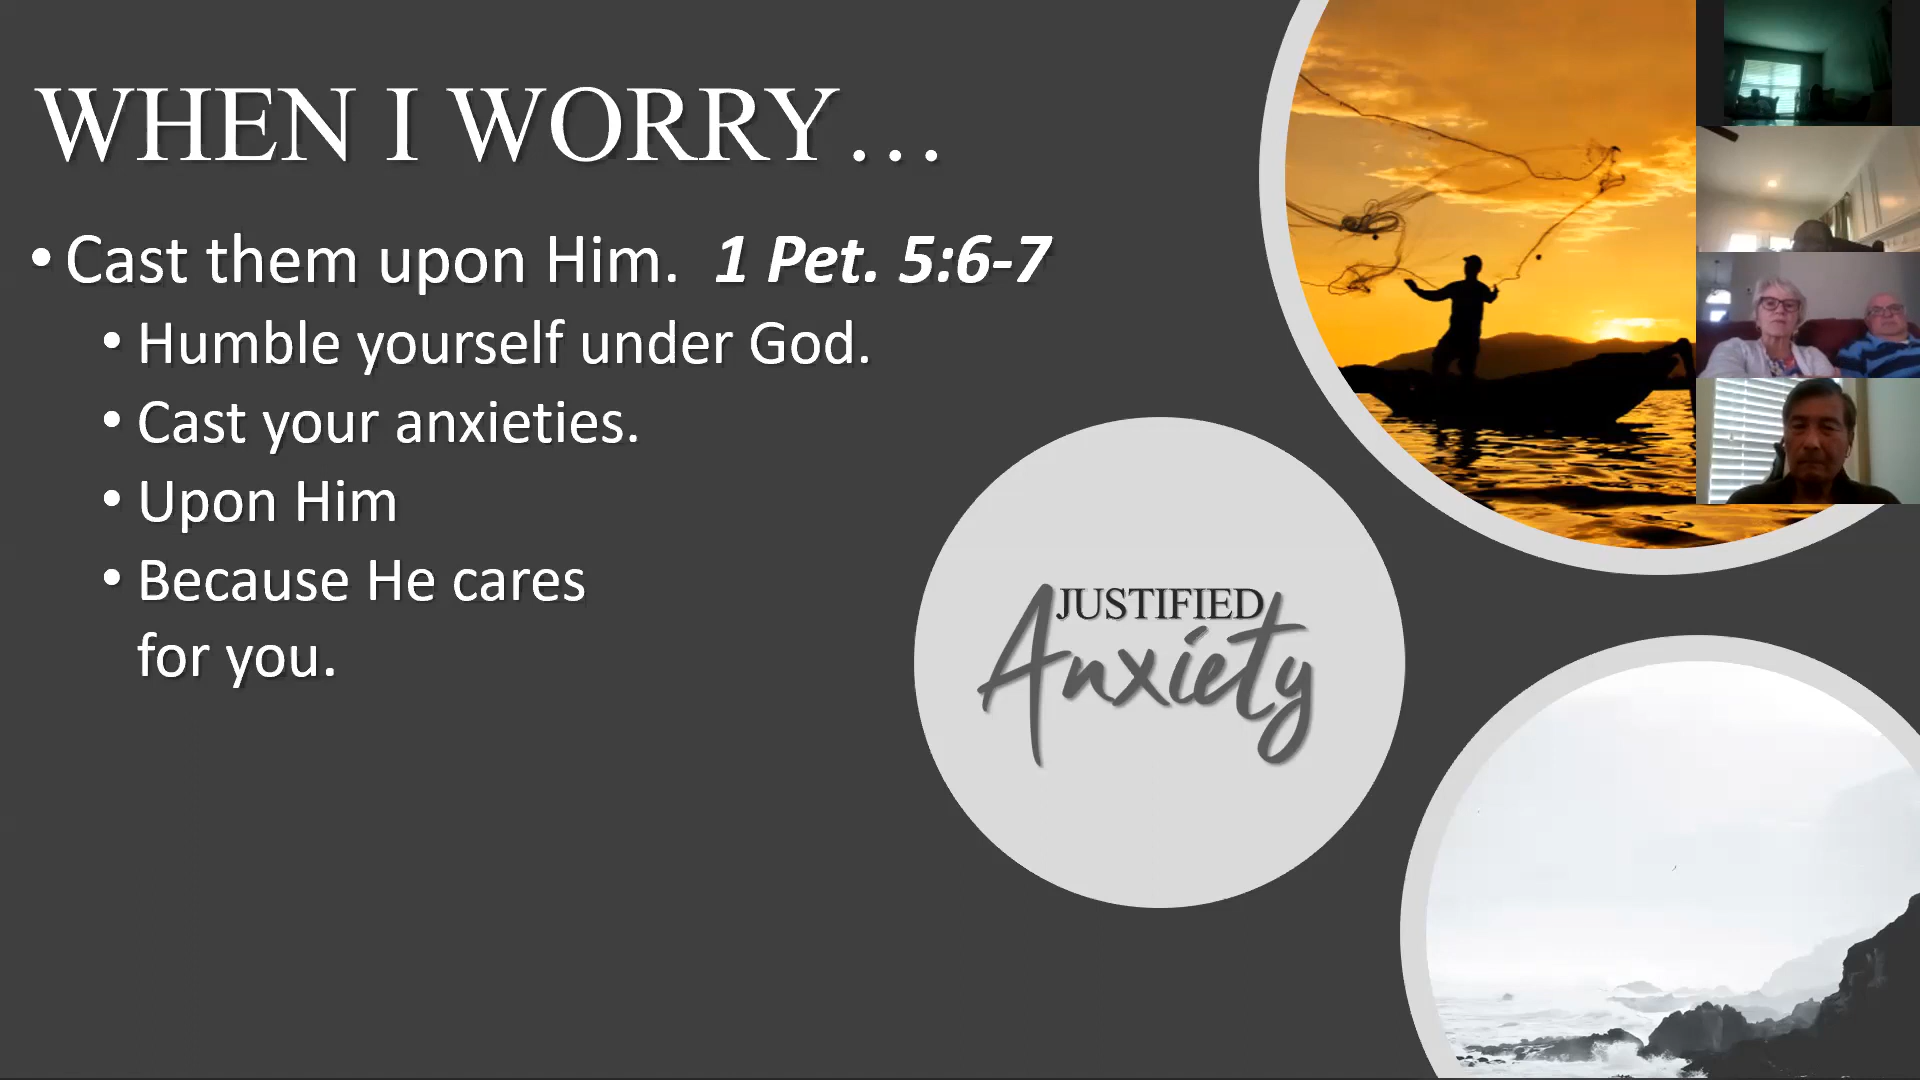 WHEN I WORRY…
• Cast them upon Him. 1 Pet. 5:6-7
• Humble yourself under God.
• Cast your anxieties.
• Upon Him
• Because He cares
for you.
JUSTIFIED
Anxiety